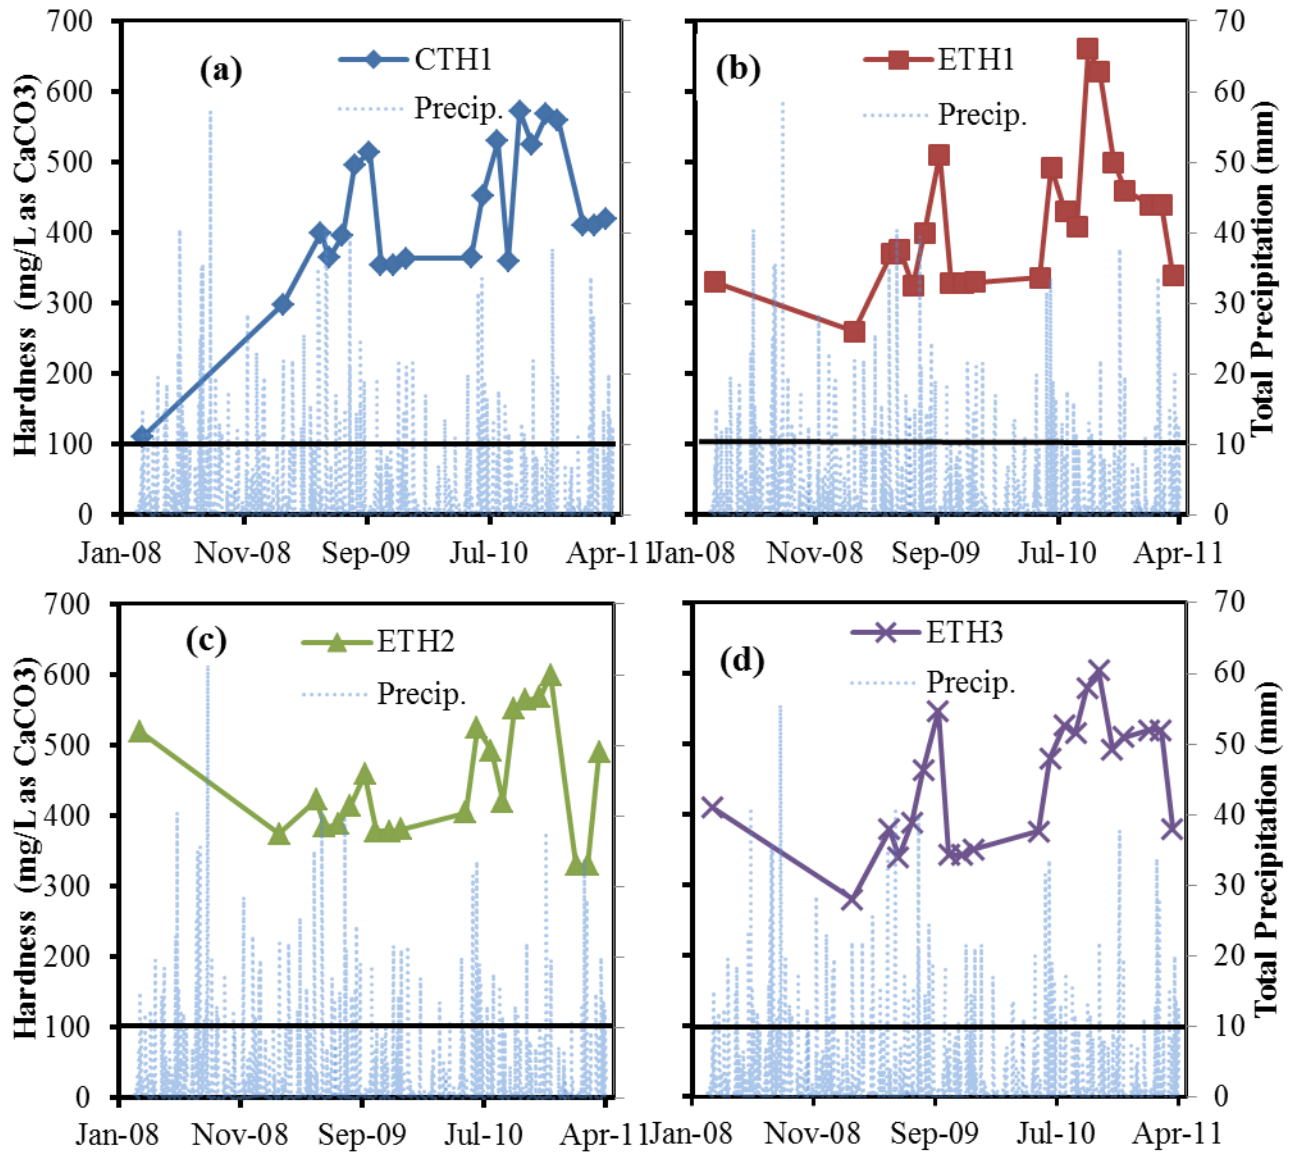 700
600
500
400
300
200
100
0
Hardness (mg/L as CaCO3)
(a)
CTH1
Precip.
Jan-08
Nov-08
Sep-09
Jul-10
Apr-11
(b)
ETH1
Precip.
70
60
50
40
30
20
10
0
Total Precipitation (mm)
Jan-08
Nov-08
Sep-09
Jul-10
Apr-11
700
600
500
400
300
200
100
0
Hardness (mg/L as CaCO3)
(c)
ETH2
Precip.
Jan-08
Nov-08
Sep-09
Jul-10
Apr-11
(d)
ETH3
Precip.
70
60
50
40
30
20
10
0
Total Precipitation (mm)
Jan-08
Nov-08
Sep-09
Jul-10
Apr-11